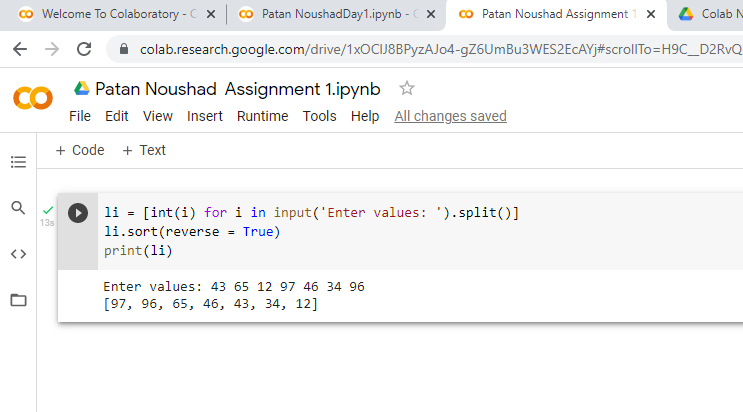 Welcome To Colaboratory - C
Patan NoushadDay1.ipynb - C
Patan Noushad Assignment 1
Colab N
colab.research.google.com/drive/1xOCIJ8BPyzAJo4-gZ6UmBu3WES2EcAYj#scrollTo=H9C__D2RvQ
Patan Noushad  Assignment 1.ipynb
File Edit View Insert Runtime Tools Help All changes saved
+ Code + Text
13s
li = [int(i) for i in input('Enter values: ').split()]
li.sort(reverse = True)
print(li)
Enter values: 43 65 12 97 46 34 96
[97, 96, 65, 46, 43, 34, 12]